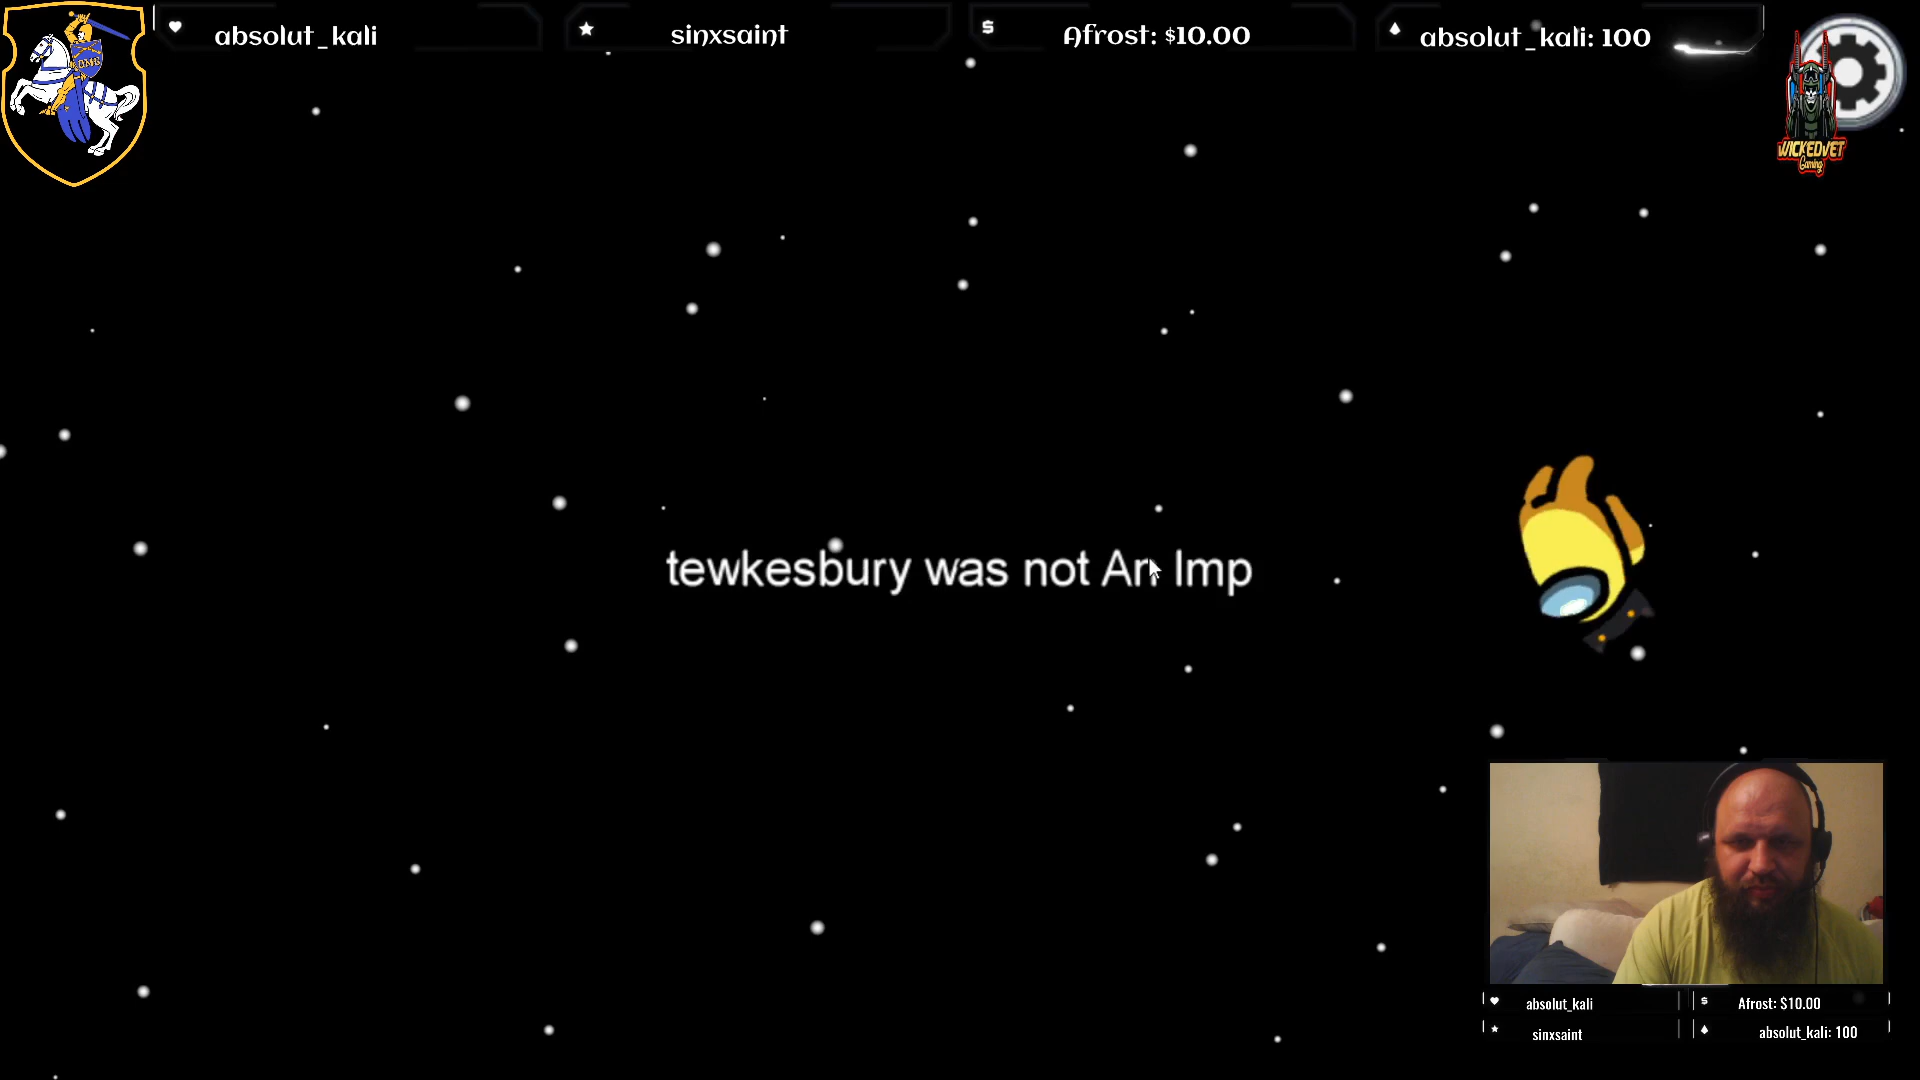 absolut_kali
sinxsaint
$
Afrost: $10.00
absolut_kali: 100
WICKEDVET
Gaming
tewkesbury was not An Imp
absolut_kali
$
Afrost: $10.00
sinxsaint
absolut_kali: 100